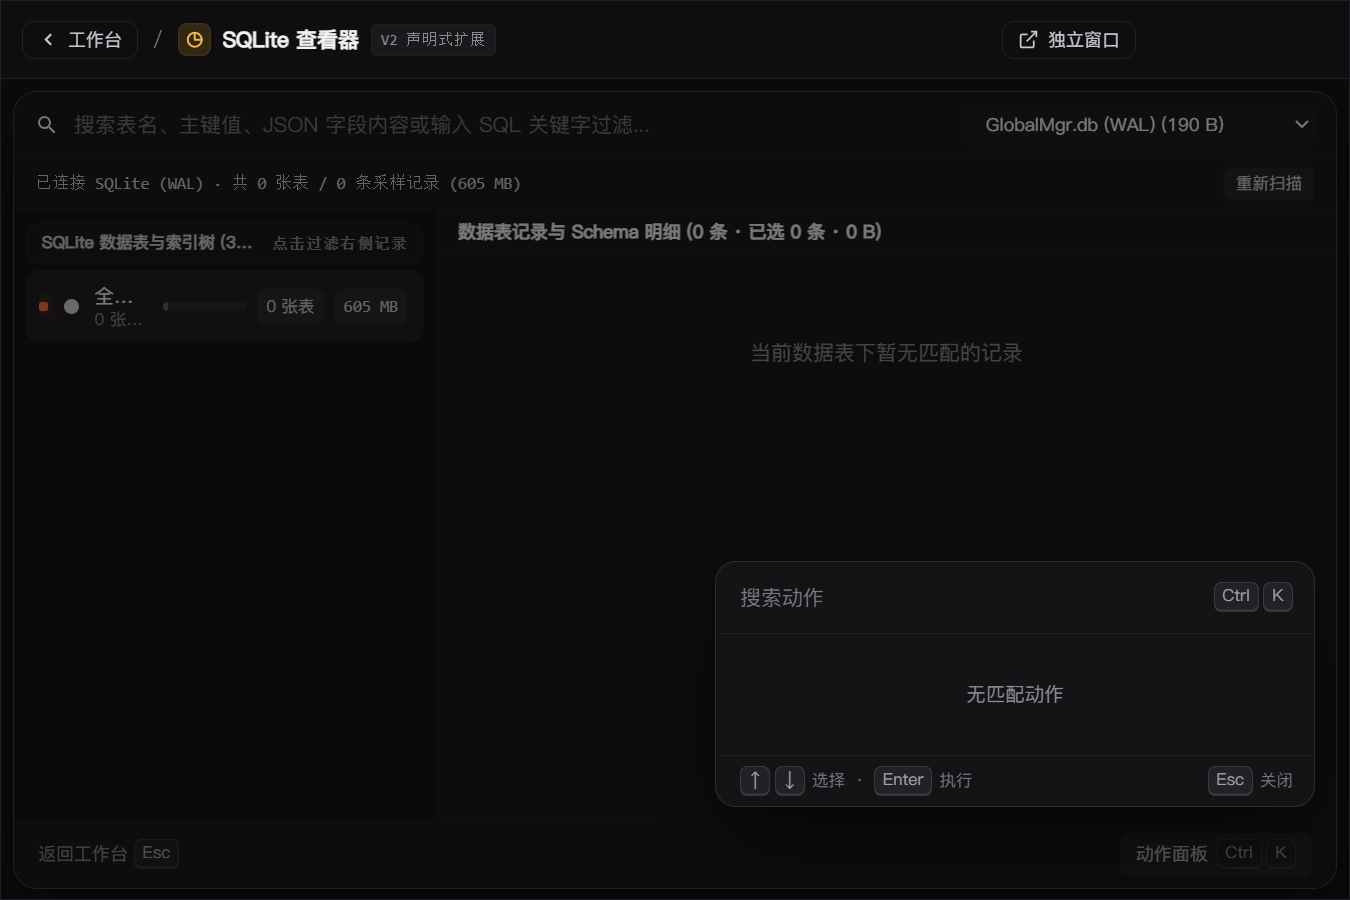 工作台 / SQLite 查看器 V2 声明式扩展 独立窗口
搜索表名、主键值、JSON 字段内容或输入 SQL 关键字过滤... GlobalMgr.db (WAL) (190 B)
已连接 SQLite (WAL) · 共 0 张表 / 0 条采样记录 (605 MB) 重新扫描
SQLite 数据表与索引树 (3... 点击过滤右侧记录
数据表记录与 Schema 明细 (0 条 · 已选 0 条 · 0 B)
全...
0 张...
0 张表 605 MB
当前数据表下暂无匹配的记录
搜索动作 Ctrl K
无匹配动作
↑ ↓ 选择 · Enter 执行 Esc 关闭
返回工作台 Esc 动作面板 Ctrl K